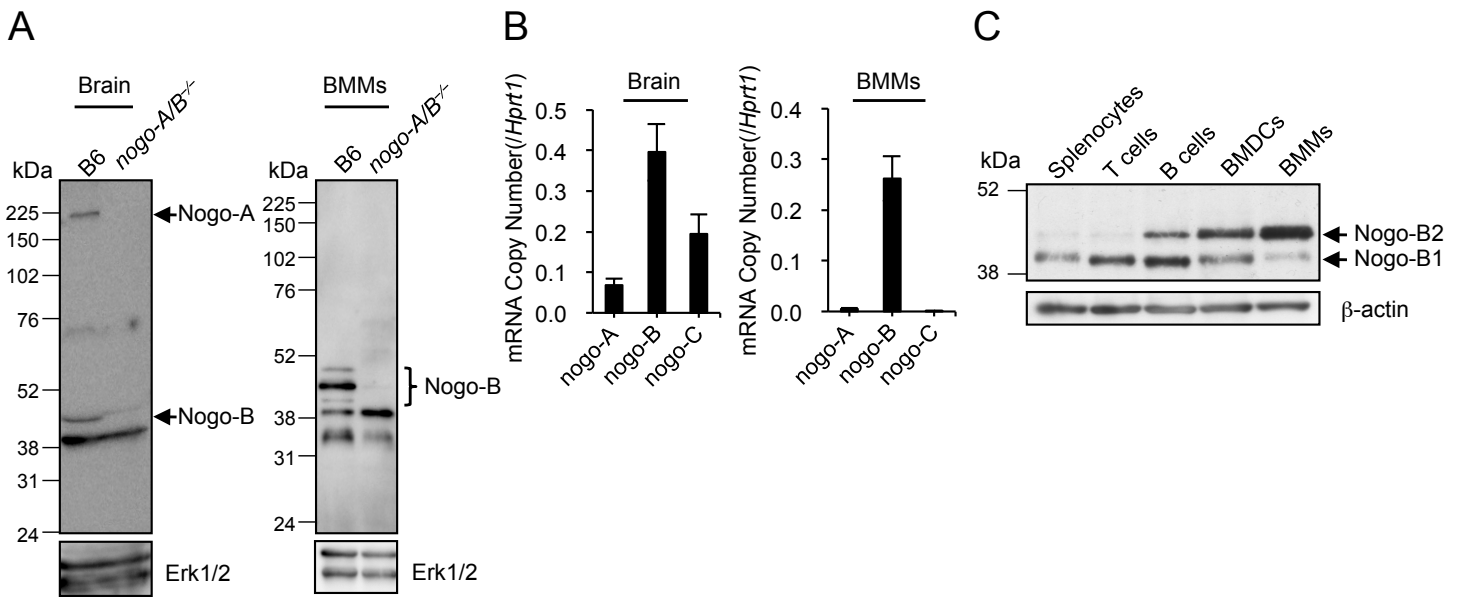 A
Brain
B6
nogo-A/B-/-
kDa
225
150
102
76
52
38
31
24
Nogo-A
Nogo-B
Erk1/2
BMMs
B6
nogo-A/B-/-
kDa
225
150
102
76
52
38
31
24
Nogo-B
Erk1/2
B
Brain
mRNA Copy Number(/Hprt1)
0.5
0.4
0.3
0.2
0.1
0.0
nogo-A
nogo-B
nogo-C
BMMs
mRNA Copy Number(/Hprt1)
0.4
0.3
0.2
0.1
0.0
nogo-A
nogo-B
nogo-C
C
Splenocytes
T cells
B cells
BMDCs
BMMs
kDa
52
38
Nogo-B2
Nogo-B1
β-actin